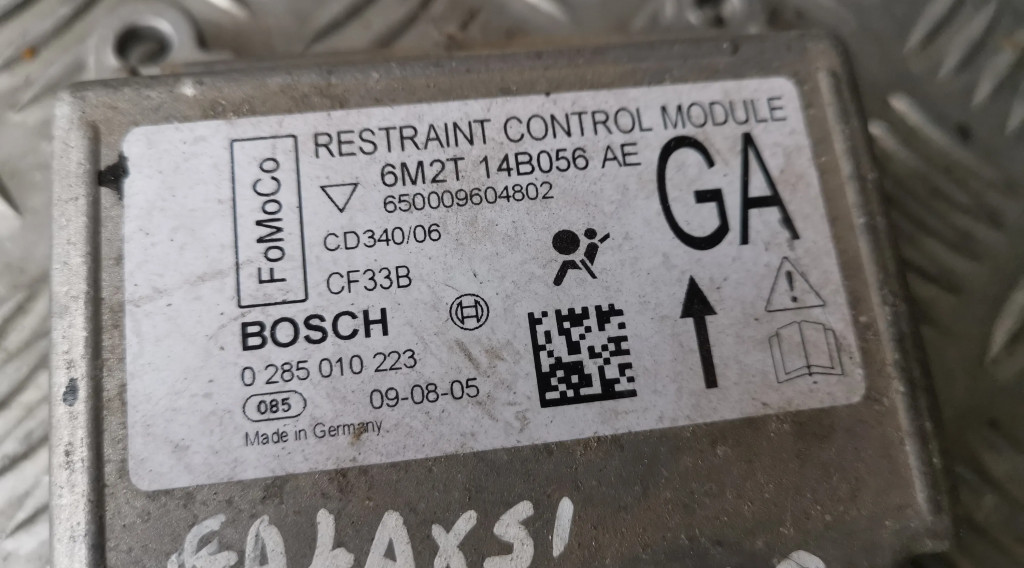 RESTRAINT CONTROL MODULE
FoMoCo
6M2T 14B056 AE
GA
650009604802
CD340/06
CF33B
BOSCH
0 285 010 223
085
09-08-05
Made in Germany
GALAXSI